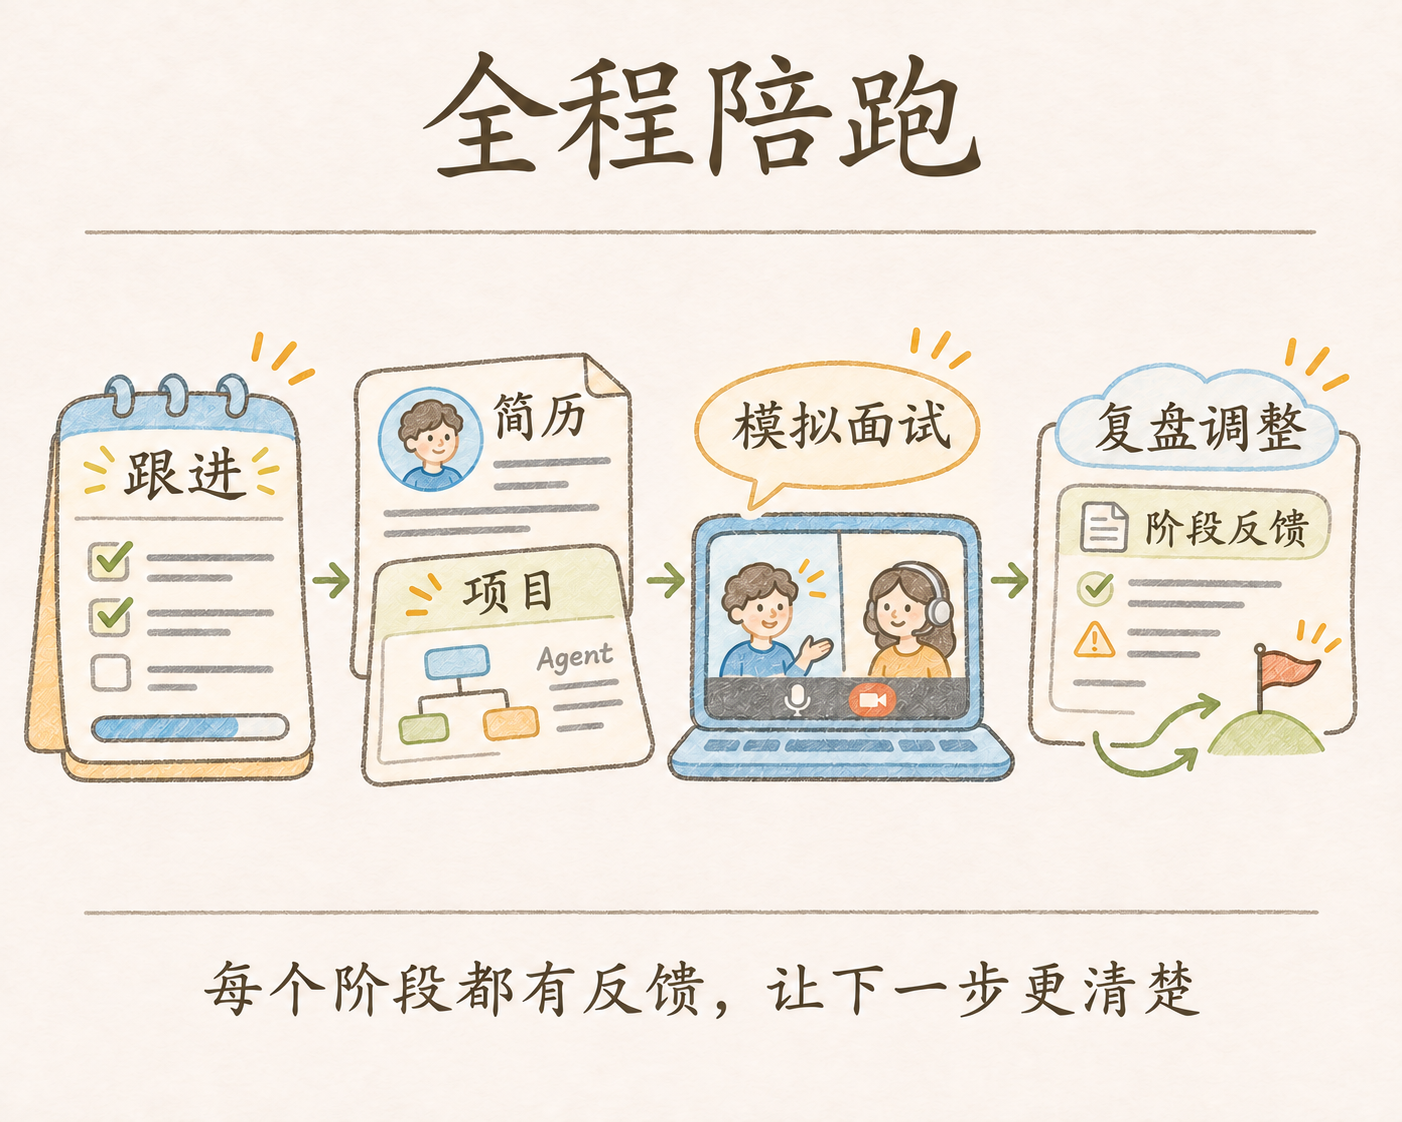 全程陪跑
跟进
简历
项目
Agent
模拟面试
复盘调整
阶段反馈
每个阶段都有反馈，让下一步更清楚